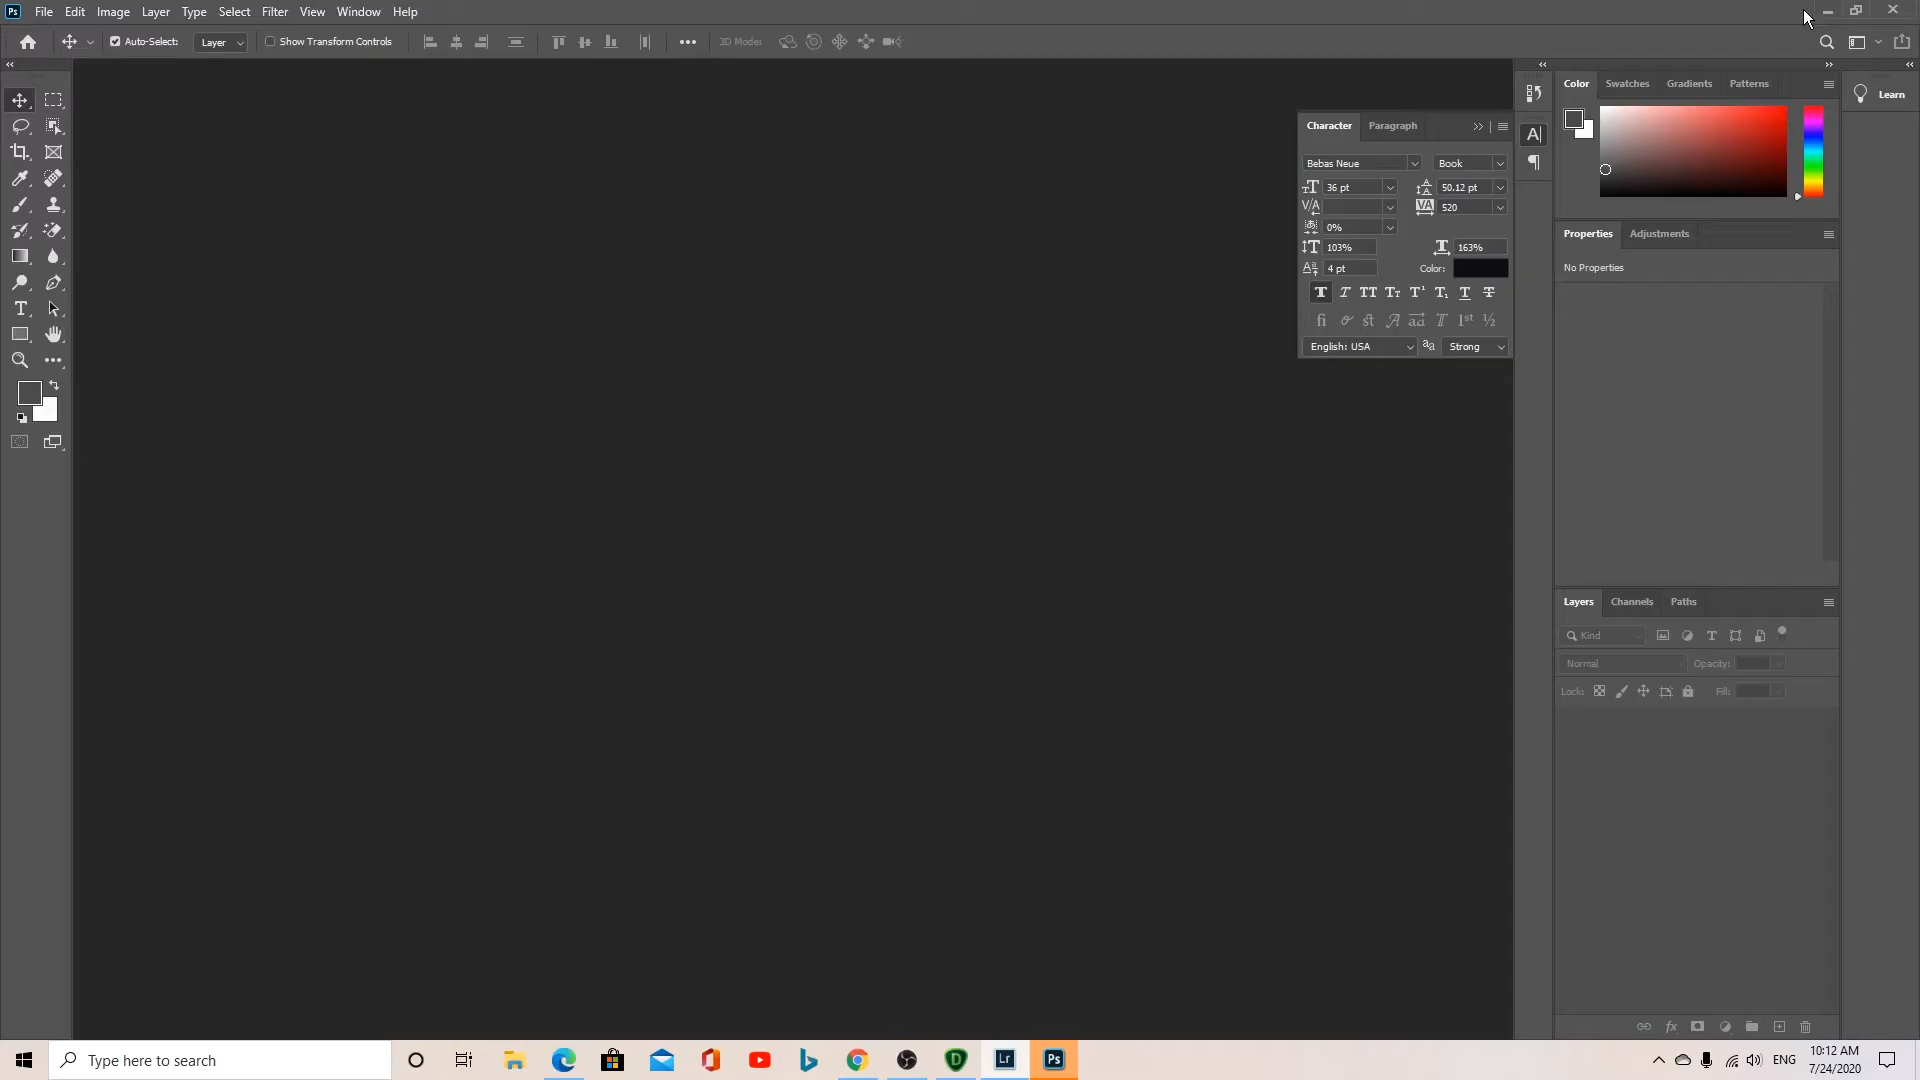 Ps File Edit Image Layer Type Select Filter View Window Help
Auto-Select: Layer Show Transform Controls 3D Mode:
Color Swatches Gradients Patterns
Learn
Character Paragraph
Bebas Neue Book
36 pt 50.12 pt
520
0%
103% 163%
4 pt Color:
English: USA Strong
Properties Adjustments
No Properties
Layers Channels Paths
Kind
Normal Opacity:
Lock: Fill:
Type here to search
Lr Ps
ENG
10:12 AM
7/24/2020